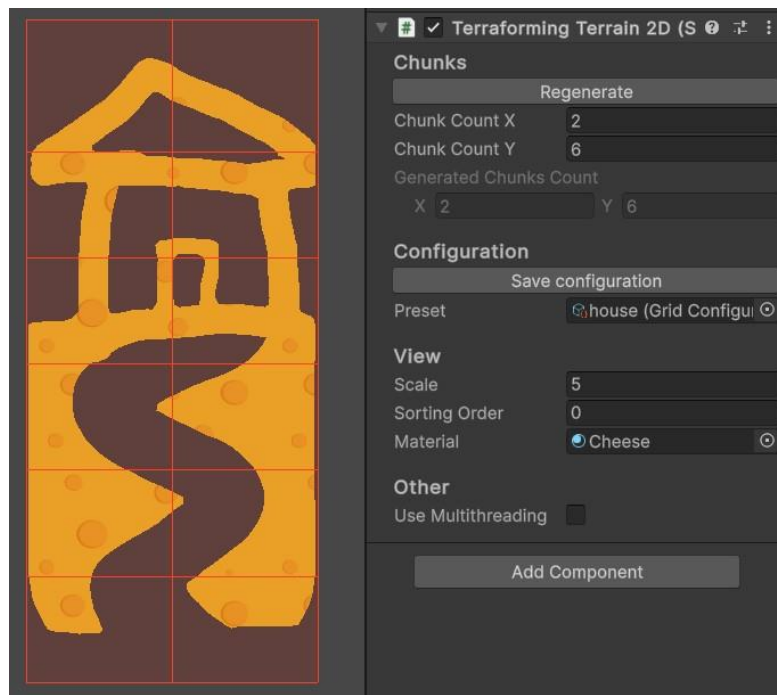 # Terraforming Terrain 2D (S
Chunks
Regenerate
Chunk Count X 2
Chunk Count Y 6
Generated Chunks Count
X 2 Y 6
Configuration
Save configuration
Preset house (Grid Configur
View
Scale 5
Sorting Order 0
Material Cheese
Other
Use Multithreading
Add Component